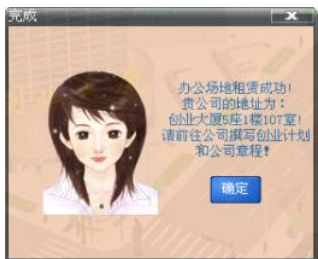 完成
办公场地租赁成功!
贵公司的地址为：
创业大厦5座1楼107室!
请前往公司撰写创业计划
和公司章程!
确定